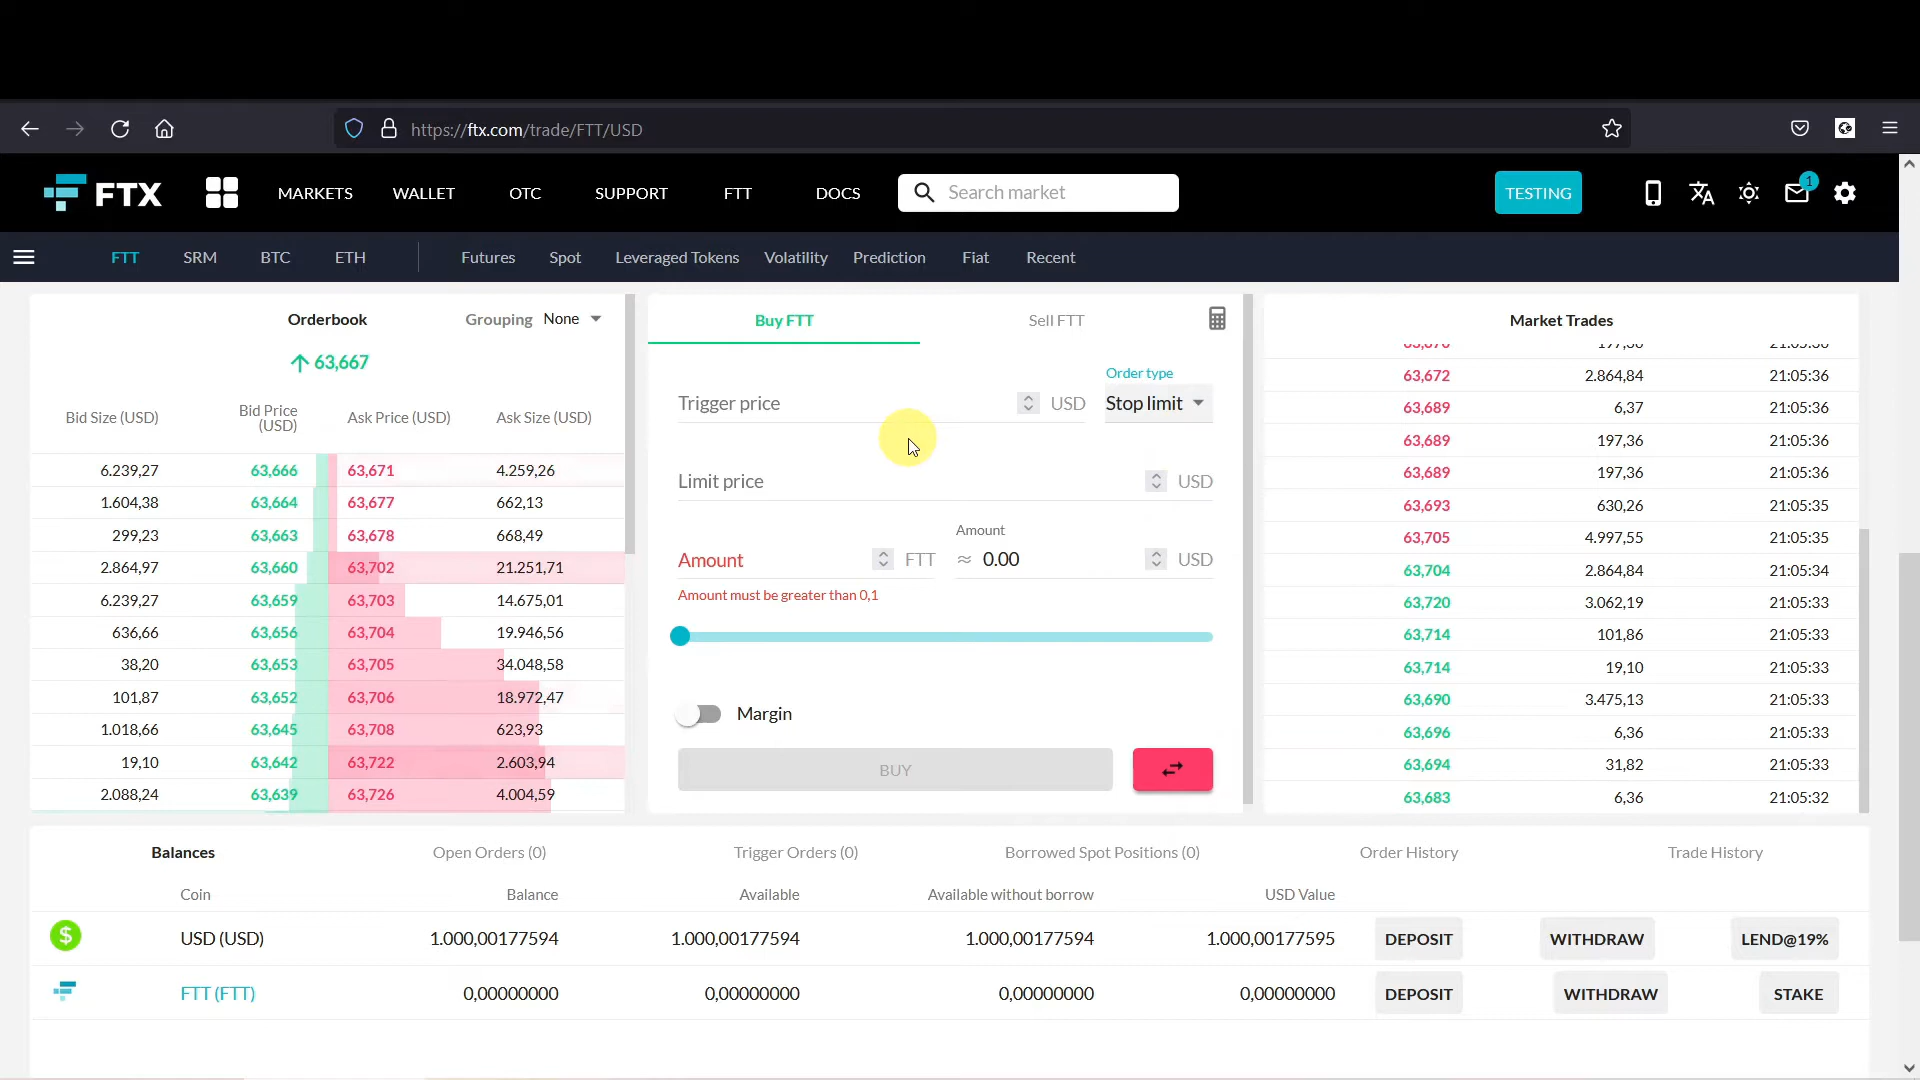 https://ftx.com/trade/FTT/USD
FTX MARKETS WALLET OTC SUPPORT FTT DOCS Search market TESTING 1
FTT SRM BTC ETH Futures Spot Leveraged Tokens Volatility Prediction Fiat Recent
Orderbook Grouping None
63,667
Bid Size (USD) Bid Price (USD) Ask Price (USD) Ask Size (USD)
6.239,27 63,666 63,671 4.259,26
1.604,38 63,664 63,677 662,13
299,23 63,663 63,678 668,49
2.864,97 63,660 63,702 21.251,71
6.239,27 63,659 63,703 14.675,01
636,66 63,656 63,704 19.946,56
38,20 63,653 63,705 34.048,58
101,87 63,652 63,706 18.972,47
1.018,66 63,645 63,708 623,93
19,10 63,642 63,722 2.603,94
2.088,24 63,639 63,726 4.004,59
Buy FTT Sell FTT
Order type
Trigger price USD Stop limit
Limit price USD
Amount
Amount FTT ≈ 0.00 USD
Amount must be greater than 0,1
Margin
BUY
Market Trades
63,672 2.864,84 21:05:36
63,689 6,37 21:05:36
63,689 197,36 21:05:36
63,689 197,36 21:05:36
63,693 630,26 21:05:35
63,705 4.997,55 21:05:35
63,704 2.864,84 21:05:34
63,720 3.062,19 21:05:33
63,714 101,86 21:05:33
63,714 19,10 21:05:33
63,690 3.475,13 21:05:33
63,696 6,36 21:05:33
63,694 31,82 21:05:33
63,683 6,36 21:05:32
Balances Open Orders (0) Trigger Orders (0) Borrowed Spot Positions (0) Order History Trade History
Coin Balance Available Available without borrow USD Value
$ USD (USD) 1.000,00177594 1.000,00177594 1.000,00177594 1.000,00177595 DEPOSIT WITHDRAW LEND@19%
FTT (FTT) 0,00000000 0,00000000 0,00000000 0,00000000 DEPOSIT WITHDRAW STAKE